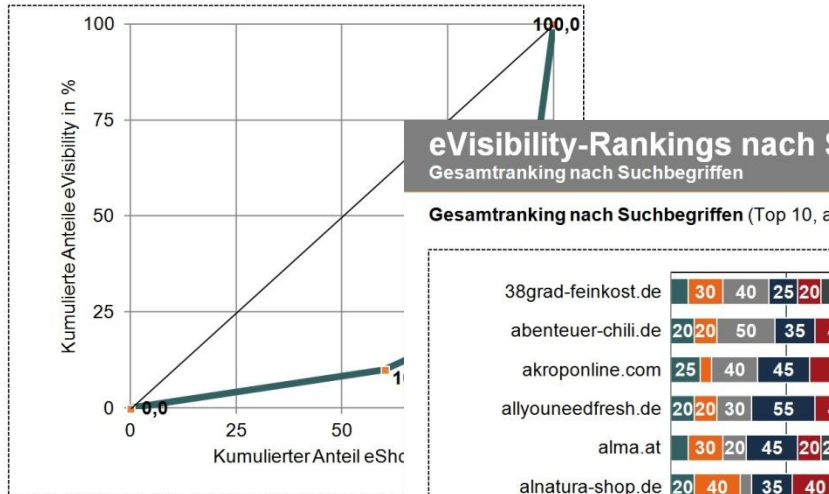 100
100,0
75
50
25
0
0,0
10
0
25
50
Kumulierte Anteile eVisibility in %
Kumulierter Anteil eSho
eVisibility-Rankings nach S
Gesamtranking nach Suchbegriffen
Gesamtranking nach Suchbegriffen (Top 10, a
38grad-feinkost.de 30 40 25 20
abenteuer-chili.de 20 20 50 35
akroponline.com 25 40 45
allyouneedfresh.de 20 20 30 55
alma.at 30 20 45 20
alnatura-shop.de 20 40 35 40